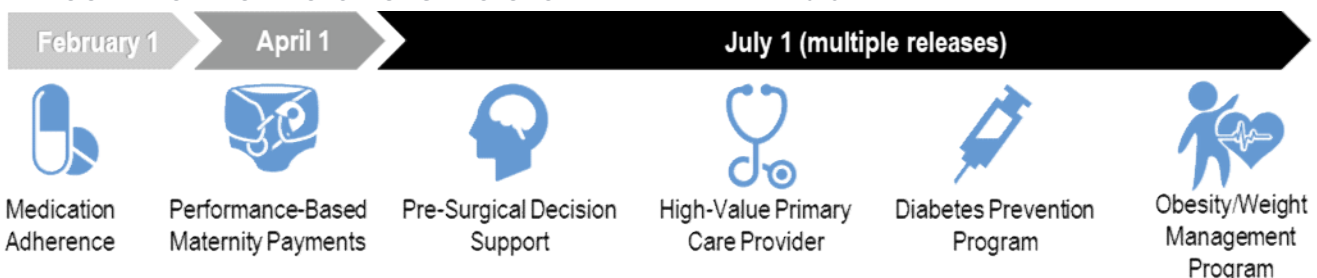 February 1
April 1
July 1 (multiple releases)
Medication
Adherence
Performance-Based
Maternity Payments
Pre-Surgical Decision
Support
High-Value Primary
Care Provider
Diabetes Prevention
Program
Obesity/Weight
Management
Program